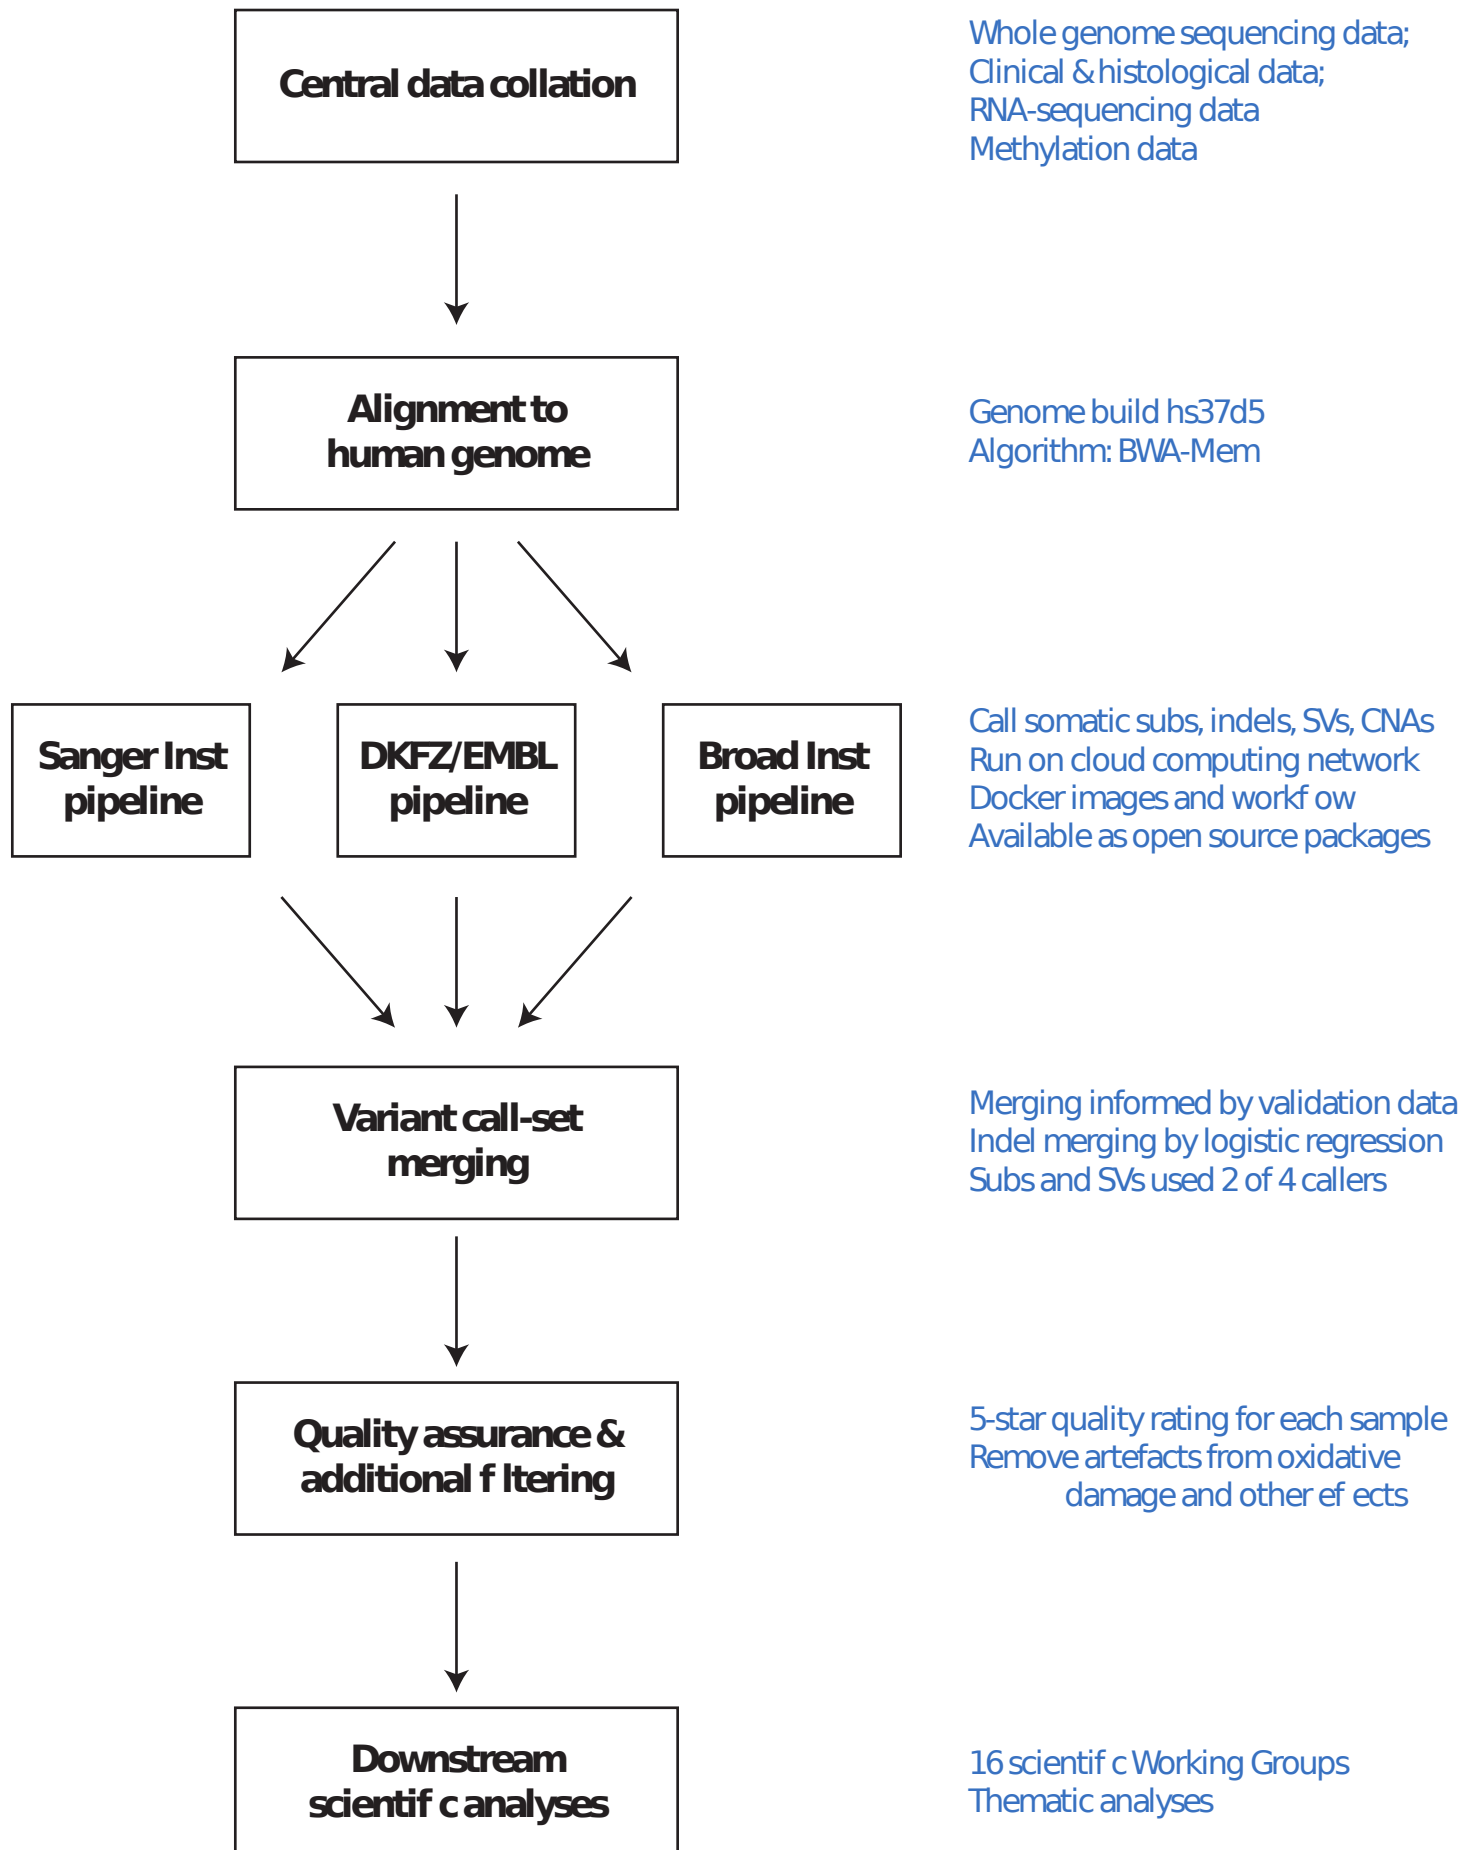 Central data collation
Whole genome sequencing data;
Clinical & histological data;
RNA-sequencing data
Methylation data
Alignment to
human genome
Genome build hs37d5
Algorithm: BWA-Mem
Sanger Inst
pipeline
DKFZ/EMBL
pipeline
Broad Inst
pipeline
Call somatic subs, indels, SVs, CNAs
Run on cloud computing network
Docker images and workf ow
Available as open source packages
Variant call-set
merging
Merging informed by validation data
Indel merging by logistic regression
Subs and SVs used 2 of 4 callers
Quality assurance &
additional f ltering
5-star quality rating for each sample
Remove artefacts from oxidative
damage and other ef ects
Downstream
scientif c analyses
16 scientif c Working Groups
Thematic analyses